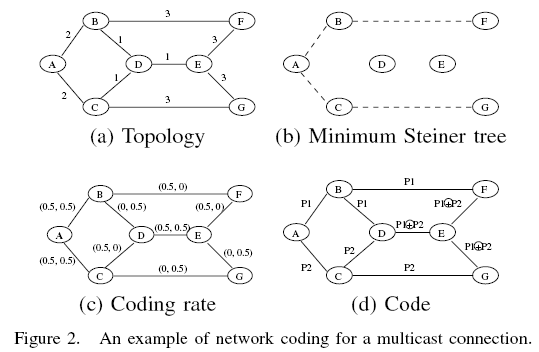 B 3 F B F
2 1 3
A D 1 E A D E
2 1 3
C 3 G C G
(a) Topology (b) Minimum Steiner tree
B (0.5, 0) F B P1 F
(0.5, 0.5) (0, 0.5) (0.5, 0) P1 P1 P1⊕P2
A D (0.5, 0.5) E A D P1⊕P2 E
(0.5, 0.5) (0.5, 0) (0, 0.5) P2 P2 P1⊕P2
C (0, 0.5) G C P2 G
(c) Coding rate (d) Code
Figure 2. An example of network coding for a multicast connection.